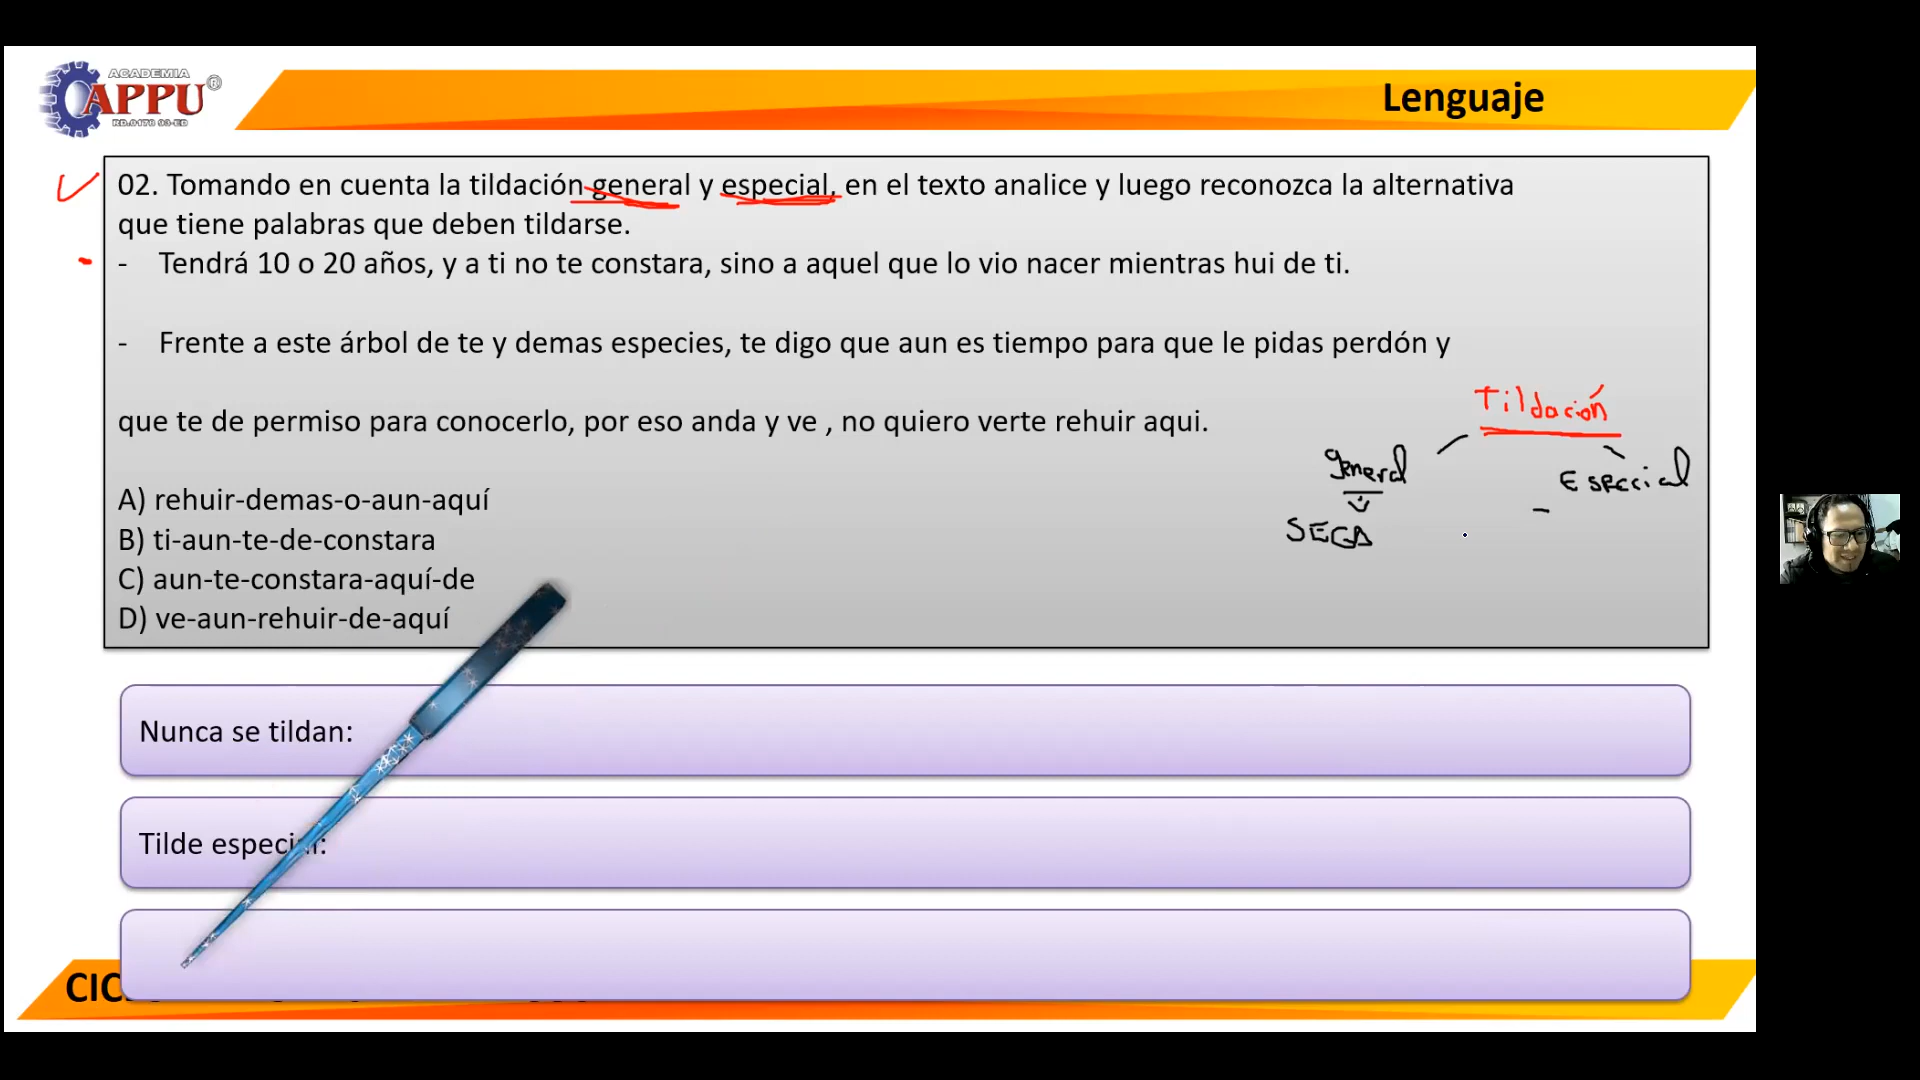 ACADEMIA
APPU®
RD.0170 93-ED
Lenguaje
02. Tomando en cuenta la tildación general y especial, en el texto analice y luego reconozca la alternativa
que tiene palabras que deben tildarse.
- Tendrá 10 o 20 años, y a ti no te constara, sino a aquel que lo vio nacer mientras hui de ti.
- Frente a este árbol de te y demas especies, te digo que aun es tiempo para que le pidas perdón y
que te de permiso para conocerlo, por eso anda y ve , no quiero verte rehuir aqui.
Tildación
general
Especial
SEGA
A) rehuir-demas-o-aun-aquí
B) ti-aun-te-de-constara
C) aun-te-constara-aquí-de
D) ve-aun-rehuir-de-aquí
Nunca se tildan:
Tilde especial:
CIC